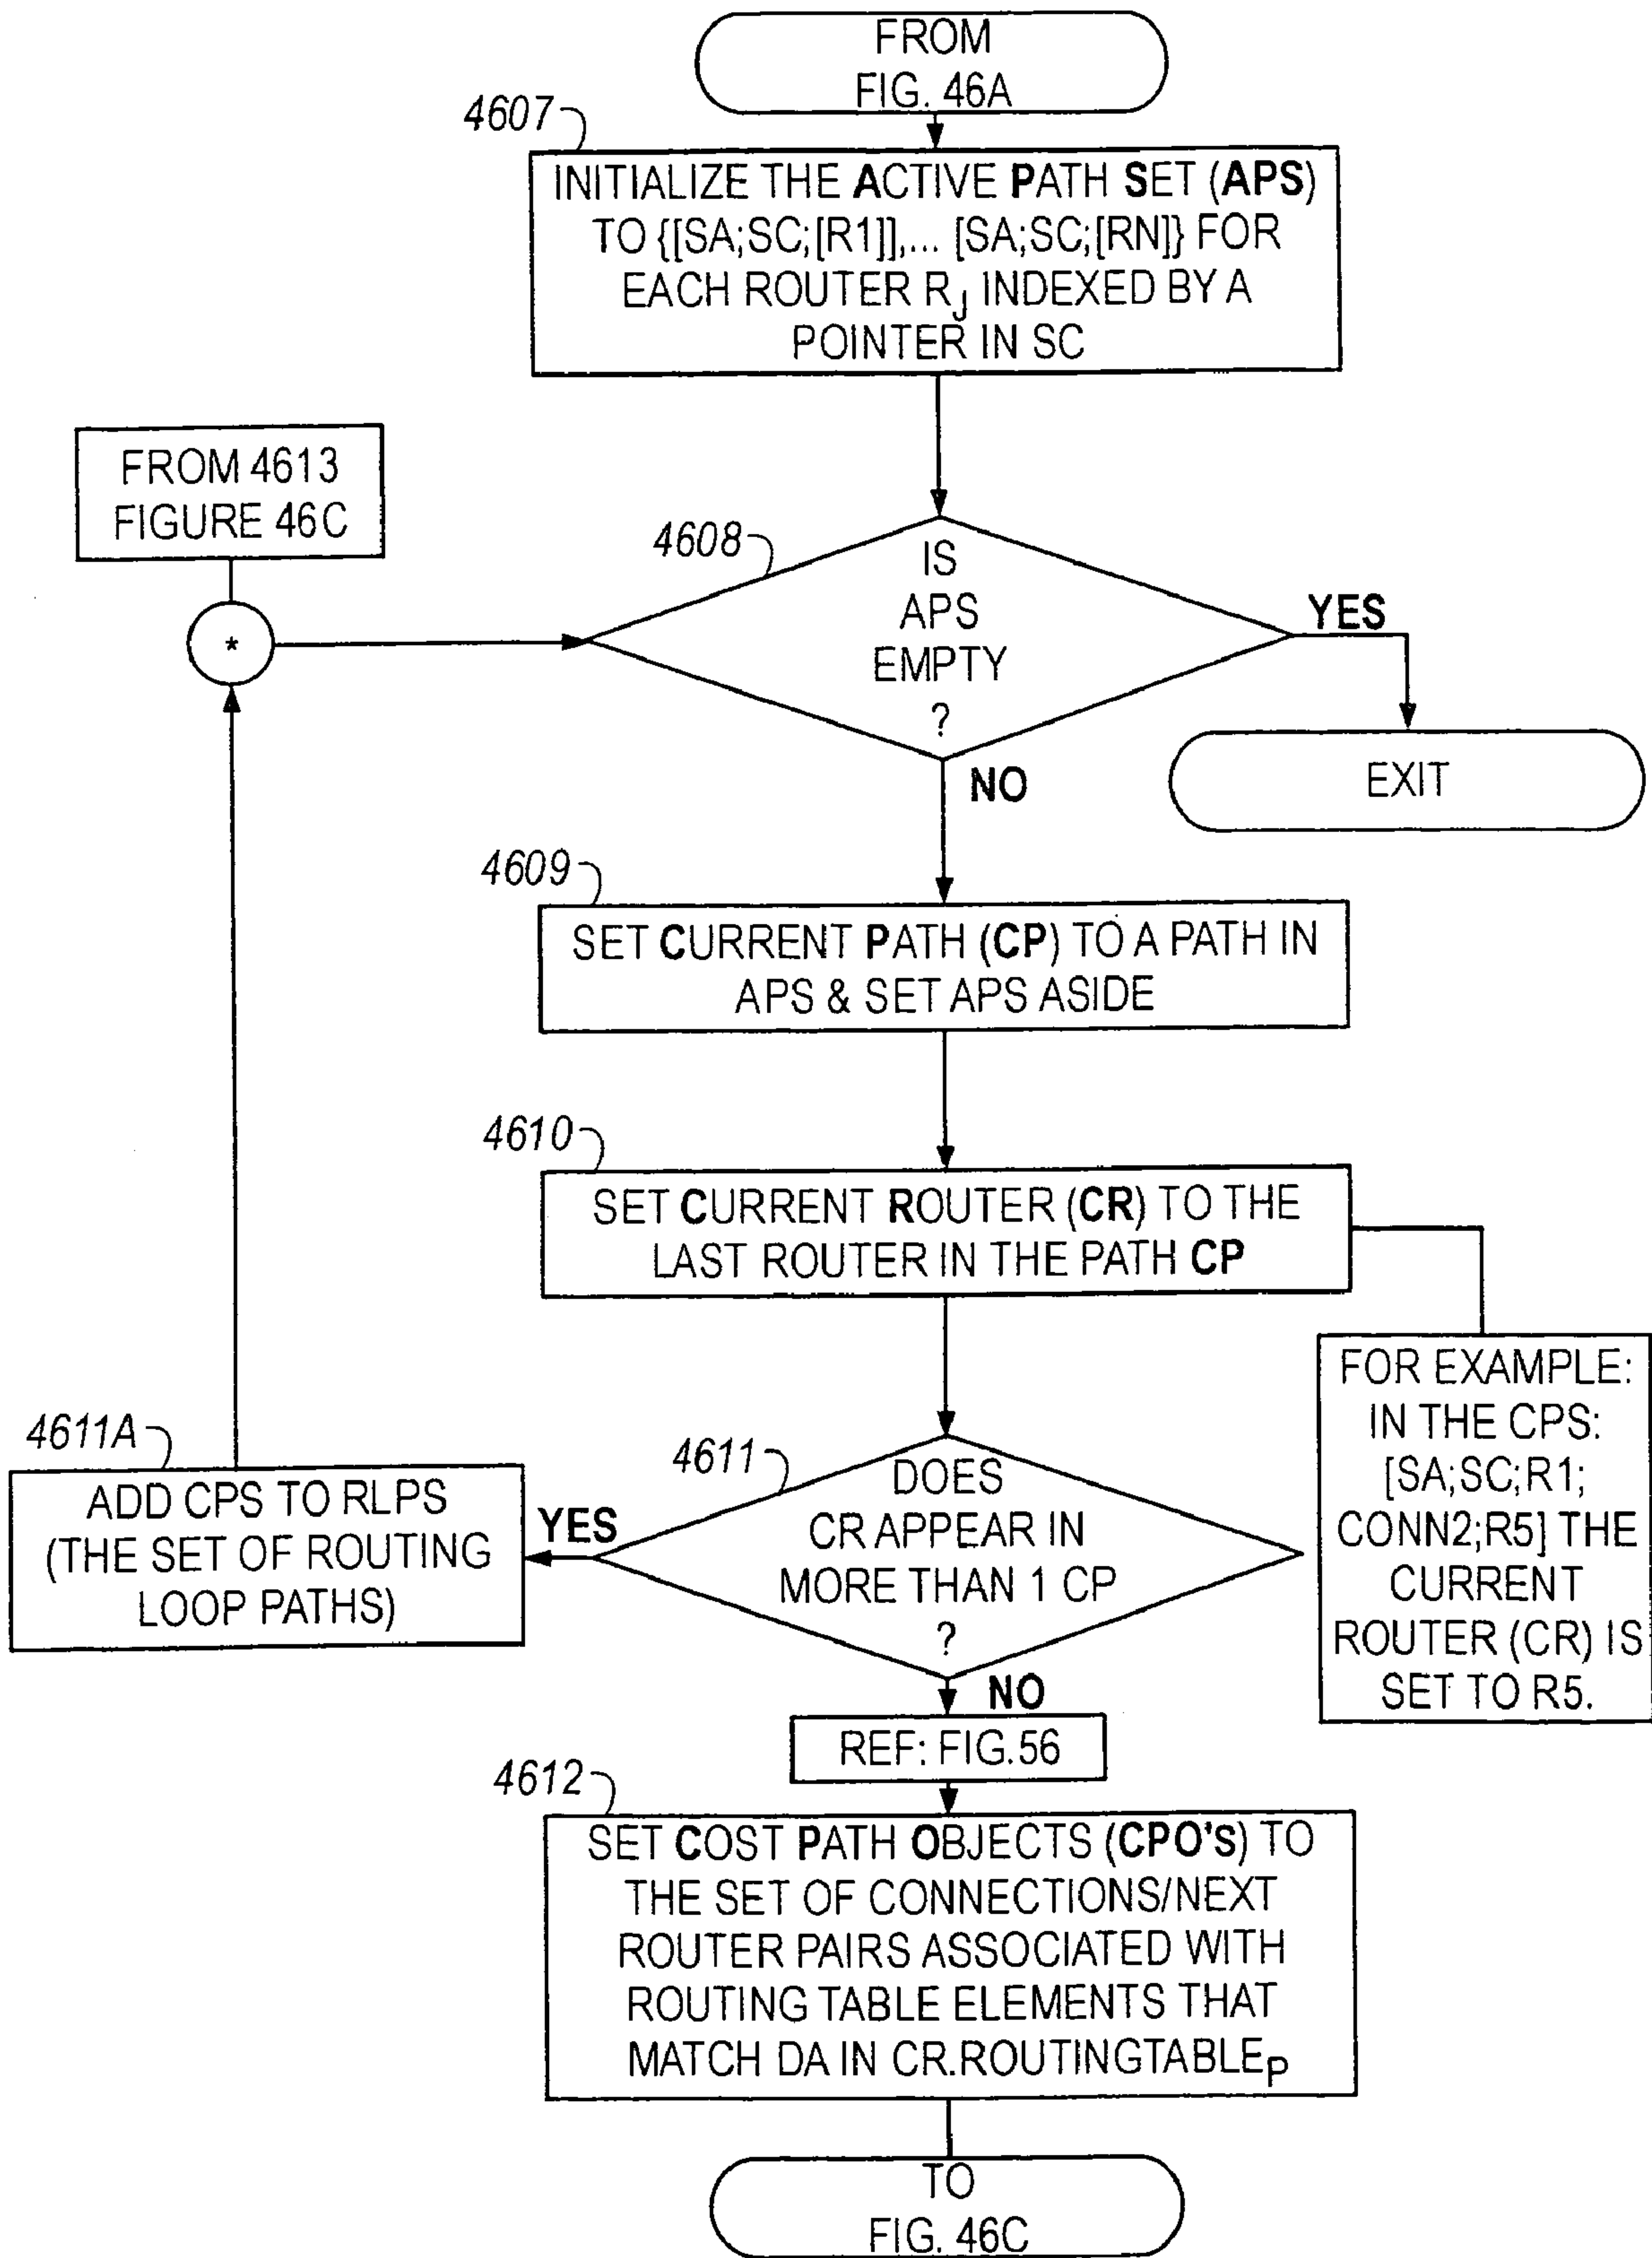 FROM
FIG. 46A
4607
INITIALIZE THE ACTIVE PATH SET (APS)
TO {[SA;SC;[R1]],... [SA;SC;[RN]} FOR
EACH ROUTER RJ INDEXED BY A
POINTER IN SC
FROM 4613
FIGURE 46C
*
4608
IS
APS
EMPTY
?
YES
EXIT
NO
4609
SET CURRENT PATH (CP) TO A PATH IN
APS & SET APS ASIDE
4610
SET CURRENT ROUTER (CR) TO THE
LAST ROUTER IN THE PATH CP
FOR EXAMPLE:
IN THE CPS:
[SA;SC;R1;
CONN2;R5] THE
CURRENT
ROUTER (CR) IS
SET TO R5.
4611
DOES
CR APPEAR IN
MORE THAN 1 CP
?
YES
4611A
ADD CPS TO RLPS
(THE SET OF ROUTING
LOOP PATHS)
NO
REF: FIG.56
4612
SET COST PATH OBJECTS (CPO'S) TO
THE SET OF CONNECTIONS/NEXT
ROUTER PAIRS ASSOCIATED WITH
ROUTING TABLE ELEMENTS THAT
MATCH DA IN CR.ROUTINGTABLEP
TO
FIG. 46C